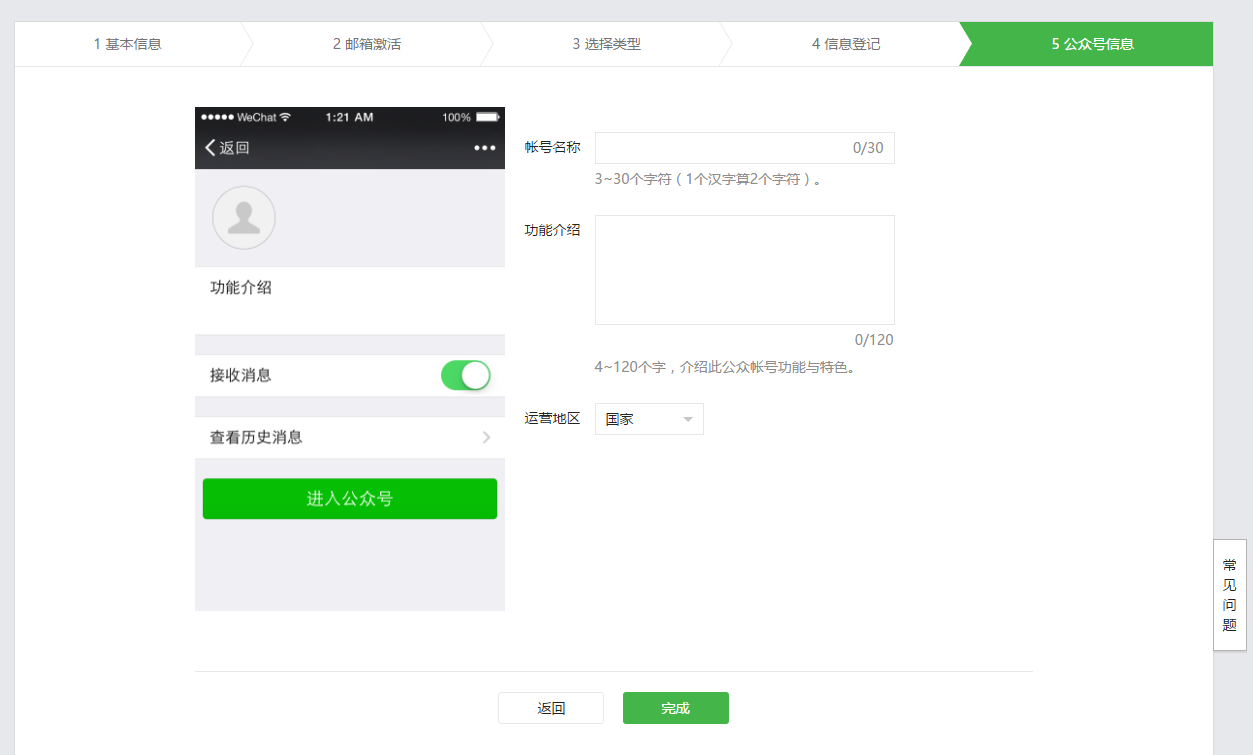 1 基本信息
2 邮箱激活
3 选择类型
4 信息登记
5 公众号信息
WeChat 1:21 AM 100%
返回
功能介绍
接收消息
查看历史消息
进入公众号
帐号名称
0/30
3~30个字符（1个汉字算2个字符）。
功能介绍
0/120
4~120个字，介绍此公众帐号功能与特色。
运营地区
国家
常见问题
返回
完成